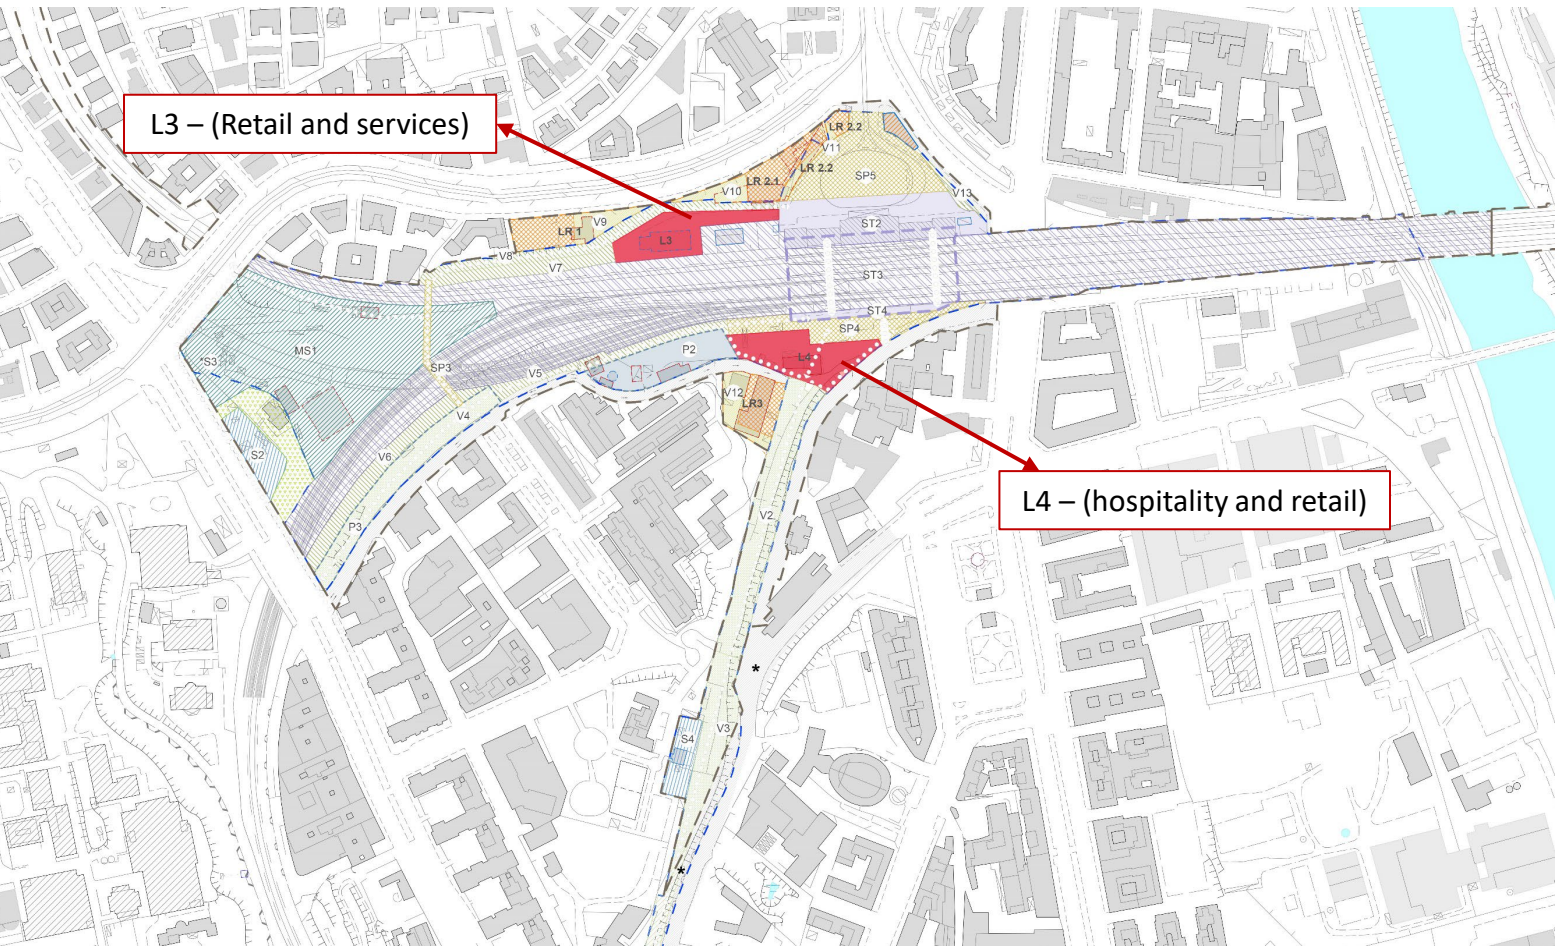 L3 – (Retail and services)
LR 2.2
V11
LR 2.2
SP5
LR 2.1
V10
V13
V9
LR 1
ST2
L3
V8
V7
ST3
ST4
SP4
MS1
S3
SP3
P2
L4
V5
V12
LR3
V4
S2
V6
L4 – (hospitality and retail)
P3
V2
*
V3
S4
*